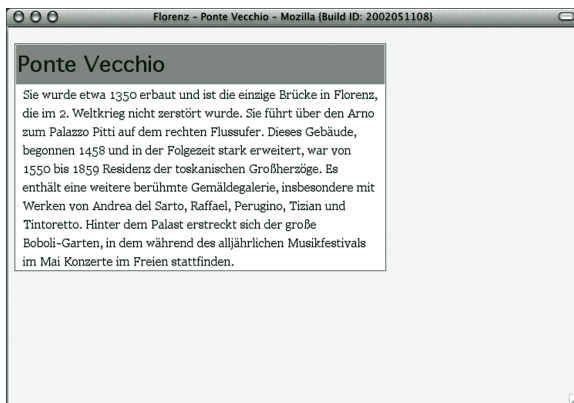 Florenz – Ponte Vecchio – Mozilla {Build ID: 2002051108}
Ponte Vecchio
Sie wurde etwa 1350 erbaut und ist die einzige Brücke in Florenz,
die im 2. Weltkrieg nicht zerstört wurde. Sie führt über den Arno
zum Palazzo Pitti auf dem rechten Flussufer. Dieses Gebäude,
begonnen 1458 und in der Folgezeit stark erweitert, war von
1550 bis 1859 Residenz der toskanischen Großherzöge. Es
enthält eine weitere berühmte Gemäldegalerie, insbesondere mit
Werken von Andrea del Sarto, Raffael, Perugino, Tizian und
Tintoretto. Hinter dem Palast erstreckt sich der große
Boboli-Garten, in dem während des alljährlichen Musikfestivals
im Mai Konzerte im Freien stattfinden.